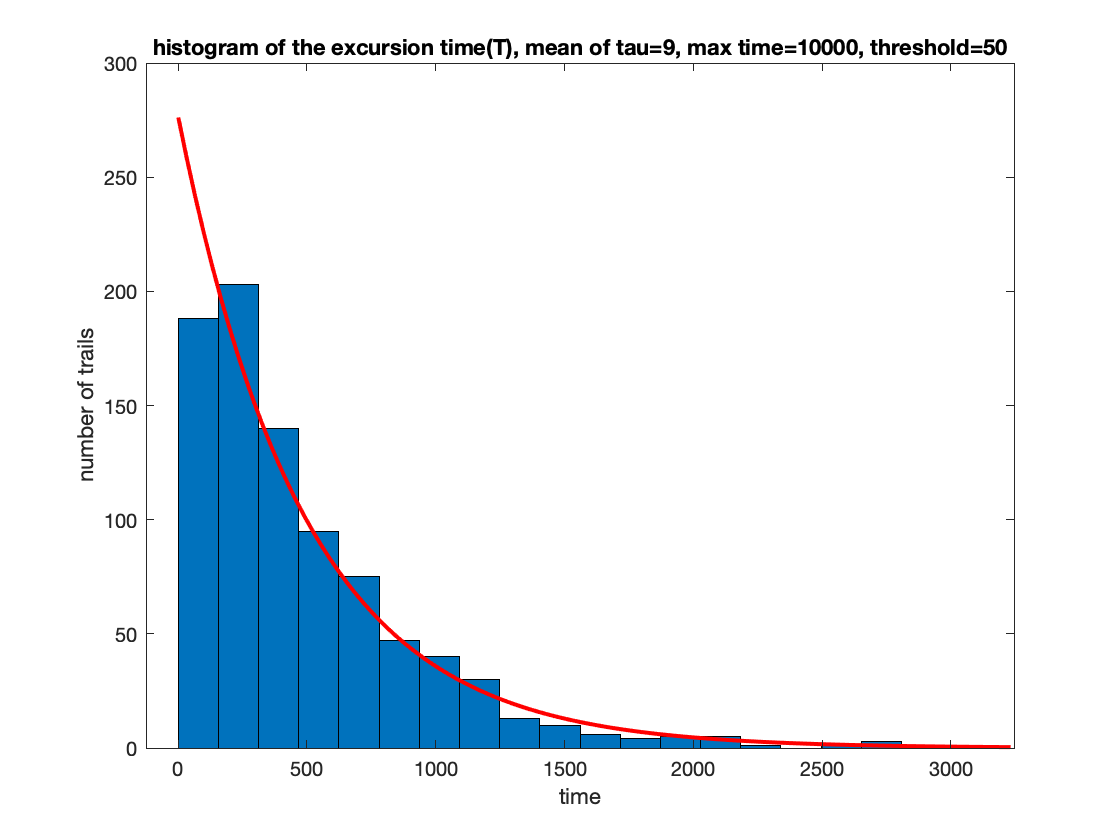 histogram of the excursion time(T), mean of tau=9, max time=10000, threshold=50
300
250
200
150
100
50
0
number of trails
0 500 1000 1500 2000 2500 3000
time